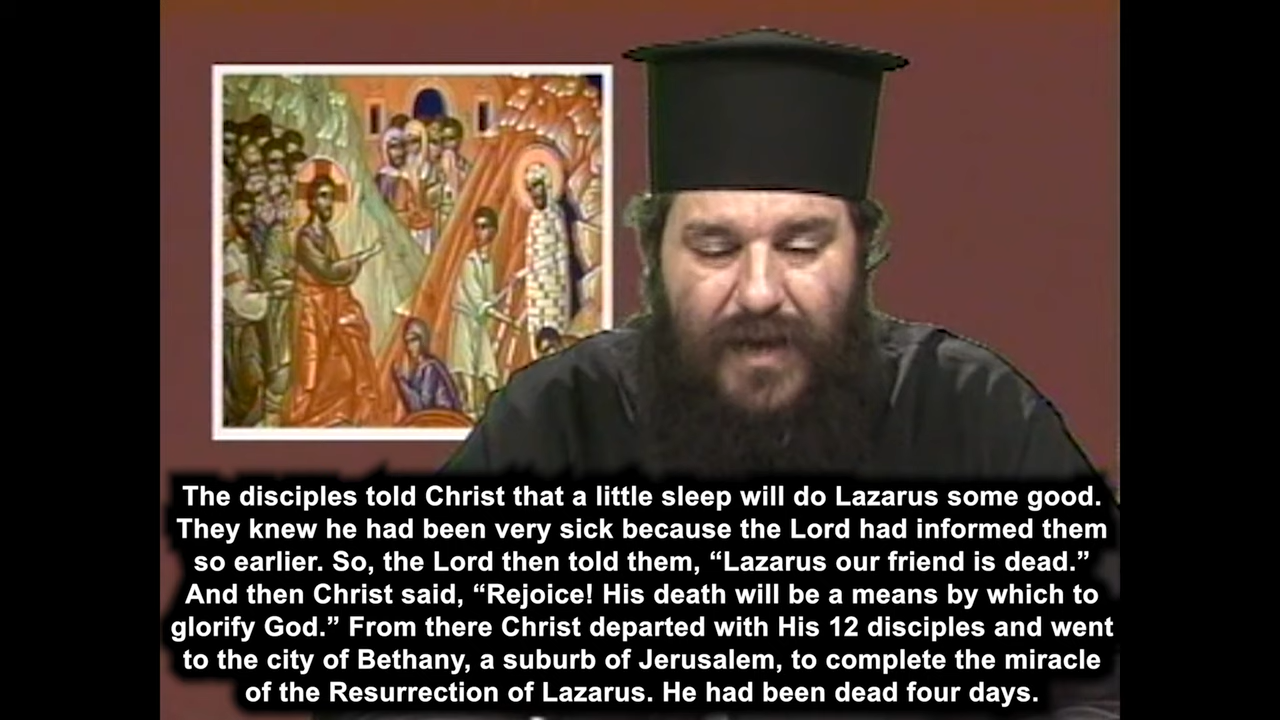 The disciples told Christ that a little sleep will do Lazarus some good.
They knew he had been very sick because the Lord had informed them
so earlier. So, the Lord then told them, “Lazarus our friend is dead.”
And then Christ said, “Rejoice! His death will be a means by which to
glorify God.” From there Christ departed with His 12 disciples and went
to the city of Bethany, a suburb of Jerusalem, to complete the miracle
of the Resurrection of Lazarus. He had been dead four days.